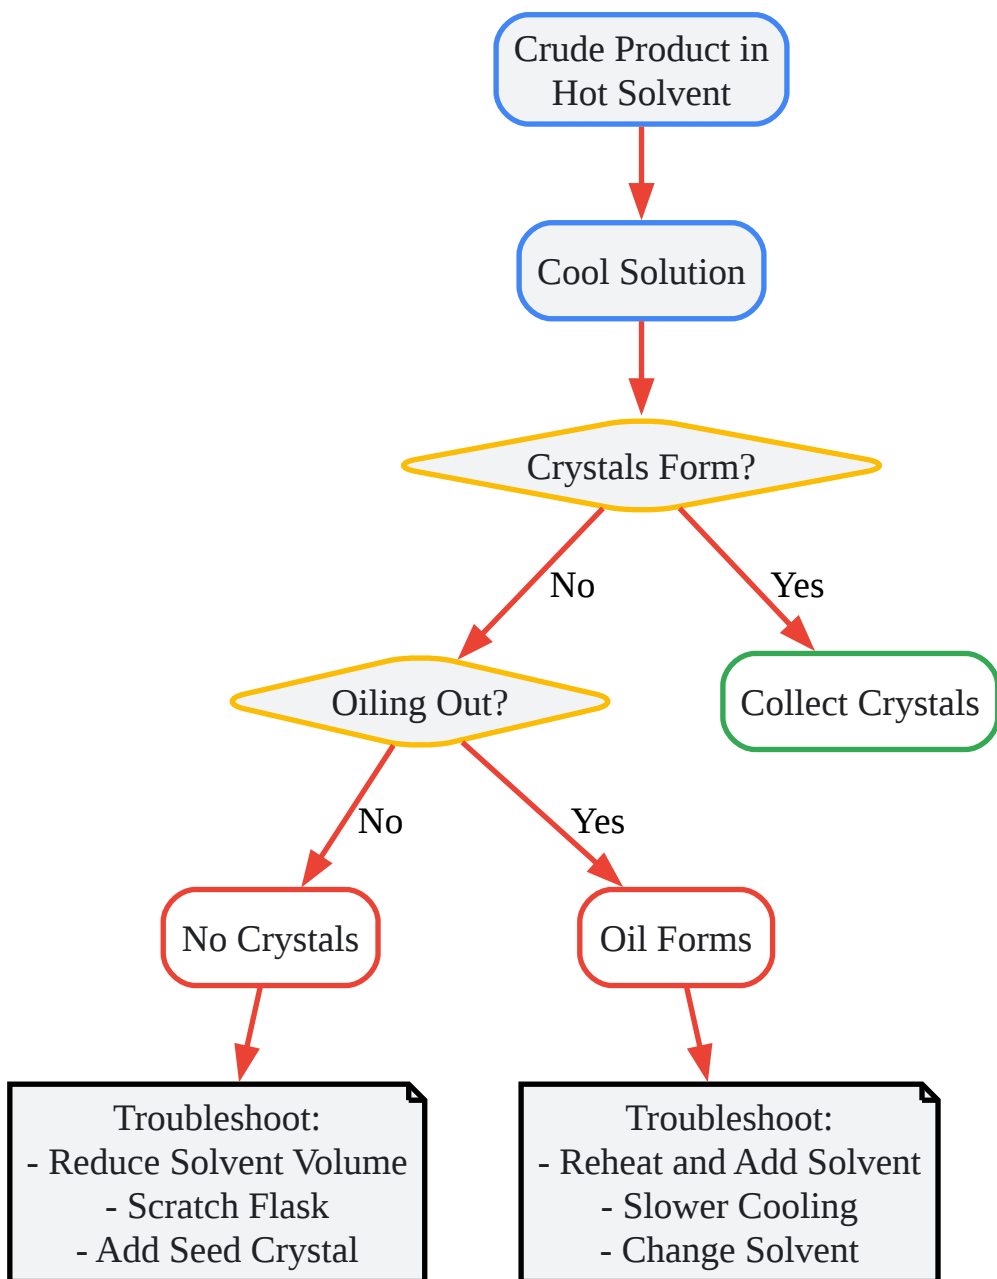 Crude Product in
Hot Solvent
Cool Solution
Crystals Form?
No
Yes
Oiling Out?
Collect Crystals
No
Yes
No Crystals
Oil Forms
Troubleshoot:
- Reduce Solvent Volume
- Scratch Flask
- Add Seed Crystal
Troubleshoot:
- Reheat and Add Solvent
- Slower Cooling
- Change Solvent